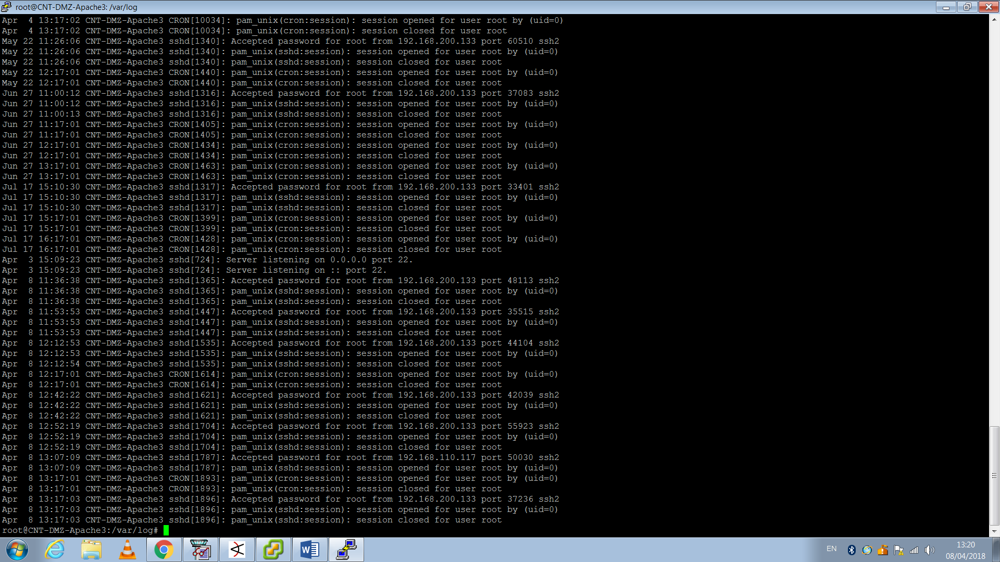 root@CNT-DMZ-Apache3: /var/log
Apr  4 13:17:02 CNT-DMZ-Apache3 CRON[10034]: pam_unix(cron:session): session opened for user root by (uid=0)
Apr  4 13:17:02 CNT-DMZ-Apache3 CRON[10034]: pam_unix(cron:session): session closed for user root
May 22 11:26:06 CNT-DMZ-Apache3 sshd[1340]: Accepted password for root from 192.168.200.133 port 60510 ssh2
May 22 11:26:06 CNT-DMZ-Apache3 sshd[1340]: pam_unix(sshd:session): session opened for user root by (uid=0)
May 22 11:26:06 CNT-DMZ-Apache3 sshd[1340]: pam_unix(sshd:session): session closed for user root
May 22 12:17:01 CNT-DMZ-Apache3 CRON[1440]: pam_unix(cron:session): session opened for user root by (uid=0)
May 22 12:17:01 CNT-DMZ-Apache3 CRON[1440]: pam_unix(cron:session): session closed for user root
Jun 27 11:00:12 CNT-DMZ-Apache3 sshd[1316]: Accepted password for root from 192.168.200.133 port 37083 ssh2
Jun 27 11:00:12 CNT-DMZ-Apache3 sshd[1316]: pam_unix(sshd:session): session opened for user root by (uid=0)
Jun 27 11:00:13 CNT-DMZ-Apache3 sshd[1316]: pam_unix(sshd:session): session closed for user root
Jun 27 11:17:01 CNT-DMZ-Apache3 CRON[1405]: pam_unix(cron:session): session opened for user root by (uid=0)
Jun 27 11:17:01 CNT-DMZ-Apache3 CRON[1405]: pam_unix(cron:session): session closed for user root
Jun 27 12:17:01 CNT-DMZ-Apache3 CRON[1434]: pam_unix(cron:session): session opened for user root by (uid=0)
Jun 27 12:17:01 CNT-DMZ-Apache3 CRON[1434]: pam_unix(cron:session): session closed for user root
Jun 27 13:17:01 CNT-DMZ-Apache3 CRON[1463]: pam_unix(cron:session): session opened for user root by (uid=0)
Jun 27 13:17:01 CNT-DMZ-Apache3 CRON[1463]: pam_unix(cron:session): session closed for user root
Jul 17 15:10:30 CNT-DMZ-Apache3 sshd[1317]: Accepted password for root from 192.168.200.133 port 33401 ssh2
Jul 17 15:10:30 CNT-DMZ-Apache3 sshd[1317]: pam_unix(sshd:session): session opened for user root by (uid=0)
Jul 17 15:10:30 CNT-DMZ-Apache3 sshd[1317]: pam_unix(sshd:session): session closed for user root
Jul 17 15:17:01 CNT-DMZ-Apache3 CRON[1399]: pam_unix(cron:session): session opened for user root by (uid=0)
Jul 17 15:17:01 CNT-DMZ-Apache3 CRON[1399]: pam_unix(cron:session): session closed for user root
Jul 17 16:17:01 CNT-DMZ-Apache3 CRON[1428]: pam_unix(cron:session): session opened for user root by (uid=0)
Jul 17 16:17:01 CNT-DMZ-Apache3 CRON[1428]: pam_unix(cron:session): session closed for user root
Apr  3 15:09:23 CNT-DMZ-Apache3 sshd[724]: Server listening on 0.0.0.0 port 22.
Apr  3 15:09:23 CNT-DMZ-Apache3 sshd[724]: Server listening on :: port 22.
Apr  8 11:36:38 CNT-DMZ-Apache3 sshd[1365]: Accepted password for root from 192.168.200.133 port 48113 ssh2
Apr  8 11:36:38 CNT-DMZ-Apache3 sshd[1365]: pam_unix(sshd:session): session opened for user root by (uid=0)
Apr  8 11:36:38 CNT-DMZ-Apache3 sshd[1365]: pam_unix(sshd:session): session closed for user root
Apr  8 11:53:53 CNT-DMZ-Apache3 sshd[1447]: Accepted password for root from 192.168.200.133 port 35515 ssh2
Apr  8 11:53:53 CNT-DMZ-Apache3 sshd[1447]: pam_unix(sshd:session): session opened for user root by (uid=0)
Apr  8 11:53:53 CNT-DMZ-Apache3 sshd[1447]: pam_unix(sshd:session): session closed for user root
Apr  8 12:12:53 CNT-DMZ-Apache3 sshd[1535]: Accepted password for root from 192.168.200.133 port 44104 ssh2
Apr  8 12:12:53 CNT-DMZ-Apache3 sshd[1535]: pam_unix(sshd:session): session opened for user root by (uid=0)
Apr  8 12:12:54 CNT-DMZ-Apache3 sshd[1535]: pam_unix(sshd:session): session closed for user root
Apr  8 12:17:01 CNT-DMZ-Apache3 CRON[1614]: pam_unix(cron:session): session opened for user root by (uid=0)
Apr  8 12:17:01 CNT-DMZ-Apache3 CRON[1614]: pam_unix(cron:session): session closed for user root
Apr  8 12:42:22 CNT-DMZ-Apache3 sshd[1621]: Accepted password for root from 192.168.200.133 port 42039 ssh2
Apr  8 12:42:22 CNT-DMZ-Apache3 sshd[1621]: pam_unix(sshd:session): session opened for user root by (uid=0)
Apr  8 12:42:22 CNT-DMZ-Apache3 sshd[1621]: pam_unix(sshd:session): session closed for user root
Apr  8 12:52:19 CNT-DMZ-Apache3 sshd[1704]: Accepted password for root from 192.168.200.133 port 55923 ssh2
Apr  8 12:52:19 CNT-DMZ-Apache3 sshd[1704]: pam_unix(sshd:session): session opened for user root by (uid=0)
Apr  8 12:52:19 CNT-DMZ-Apache3 sshd[1704]: pam_unix(sshd:session): session closed for user root
Apr  8 13:07:09 CNT-DMZ-Apache3 sshd[1787]: Accepted password for root from 192.168.110.117 port 50030 ssh2
Apr  8 13:07:09 CNT-DMZ-Apache3 sshd[1787]: pam_unix(sshd:session): session opened for user root by (uid=0)
Apr  8 13:17:01 CNT-DMZ-Apache3 CRON[1893]: pam_unix(cron:session): session opened for user root by (uid=0)
Apr  8 13:17:01 CNT-DMZ-Apache3 CRON[1893]: pam_unix(cron:session): session closed for user root
Apr  8 13:17:03 CNT-DMZ-Apache3 sshd[1896]: Accepted password for root from 192.168.200.133 port 37236 ssh2
Apr  8 13:17:03 CNT-DMZ-Apache3 sshd[1896]: pam_unix(sshd:session): session opened for user root by (uid=0)
Apr  8 13:17:03 CNT-DMZ-Apache3 sshd[1896]: pam_unix(sshd:session): session closed for user root
root@CNT-DMZ-Apache3:/var/log#
EN
13:20
08/04/2018